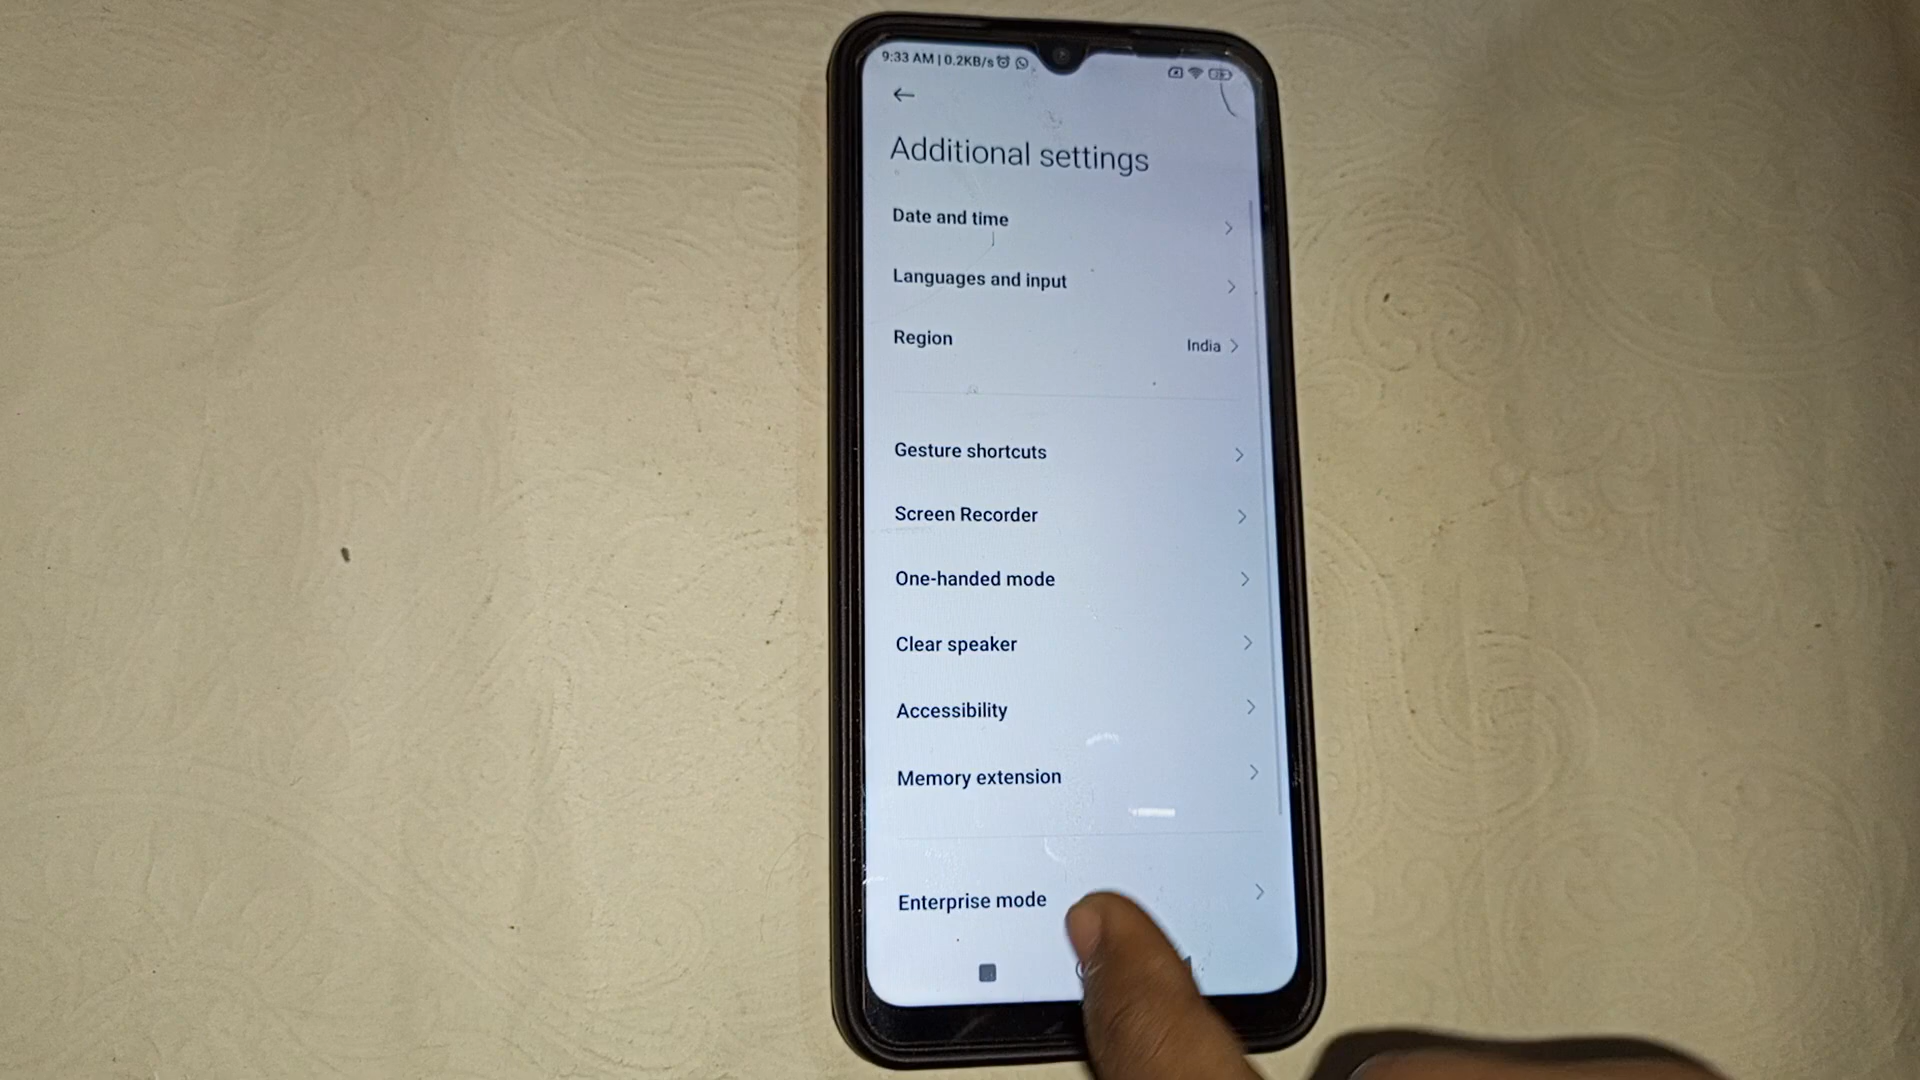 9:33 AM | 0.2KB/s
Additional settings
Date and time
Languages and input
Region
India
Gesture shortcuts
Screen Recorder
One-handed mode
Clear speaker
Accessibility
Memory extension
Enterprise mode